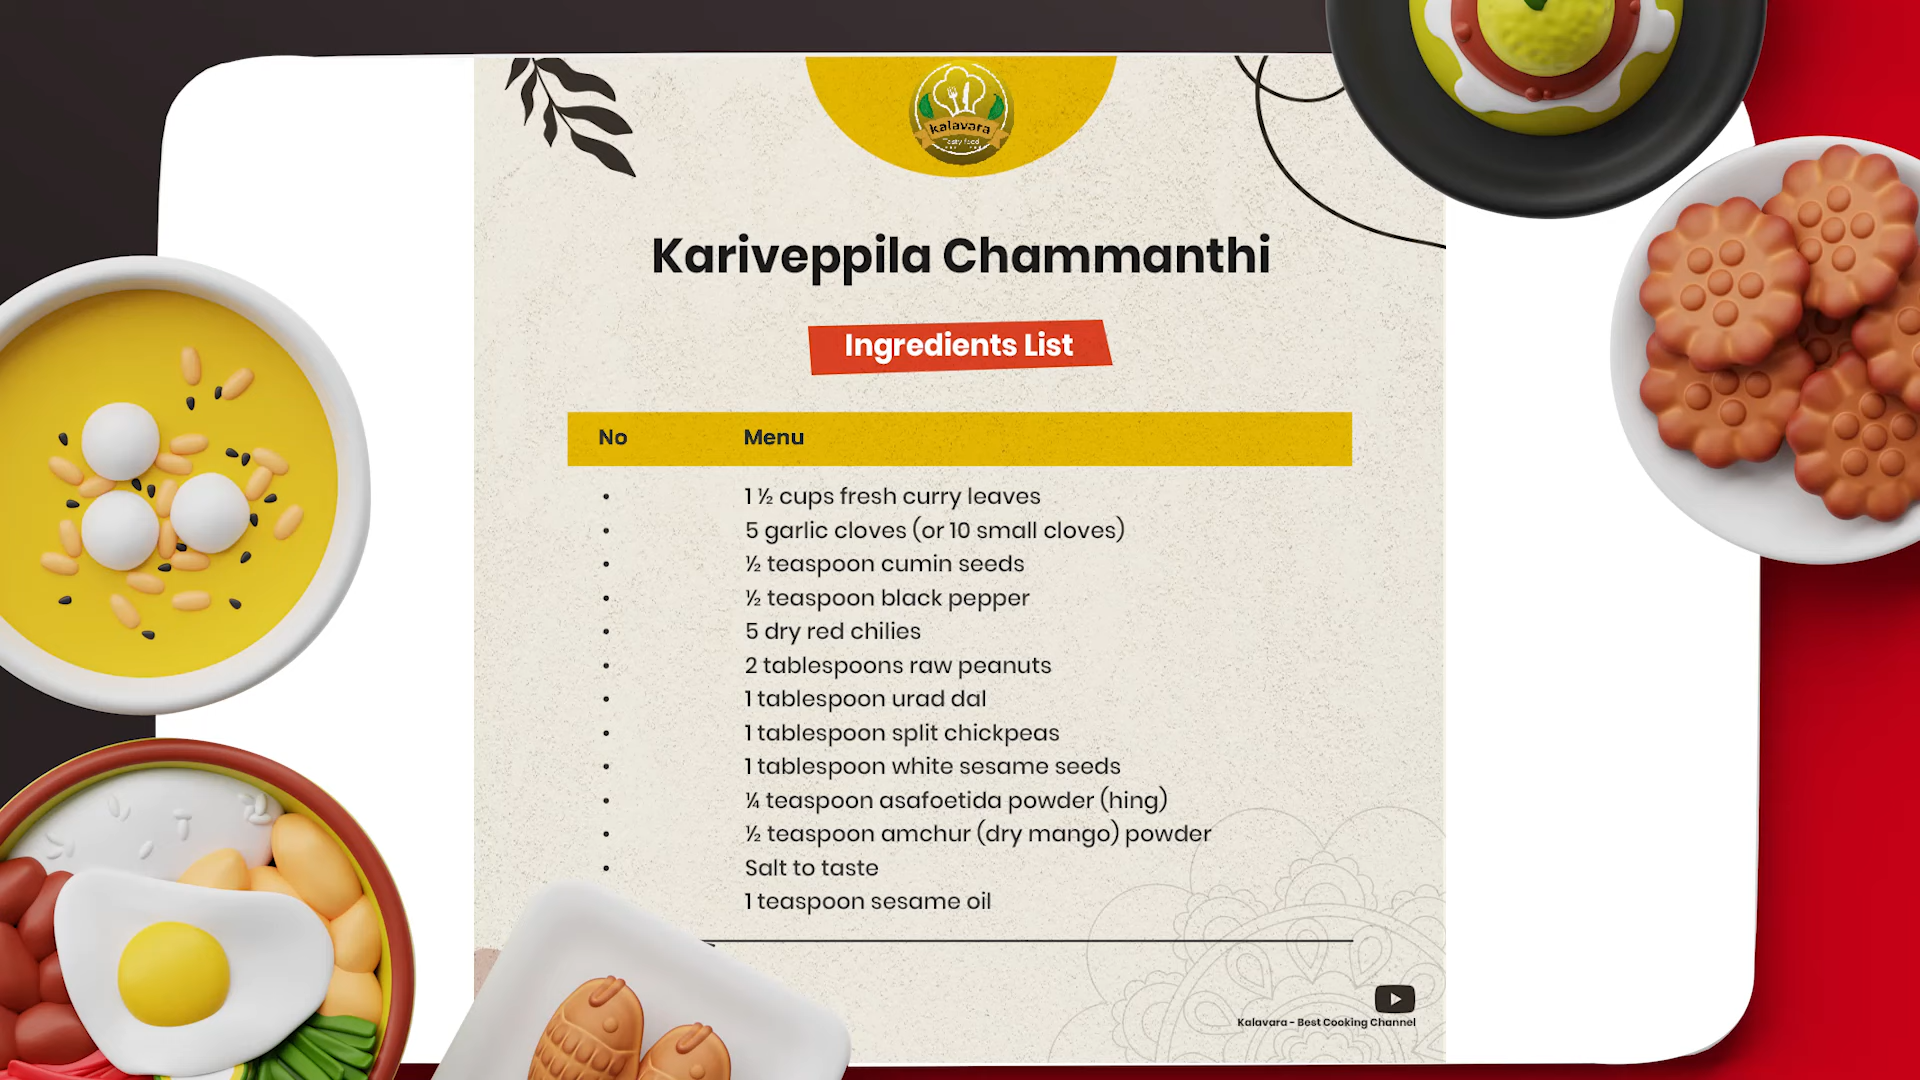 kalavara
Tasty food
Kariveppila Chammanthi
Ingredients List
No Menu
• 1 ½ cups fresh curry leaves
• 5 garlic cloves (or 10 small cloves)
• ½ teaspoon cumin seeds
• ½ teaspoon black pepper
• 5 dry red chilies
• 2 tablespoons raw peanuts
• 1 tablespoon urad dal
• 1 tablespoon split chickpeas
• 1 tablespoon white sesame seeds
• ¼ teaspoon asafoetida powder (hing)
• ½ teaspoon amchur (dry mango) powder
• Salt to taste
1 teaspoon sesame oil
Kalavara - Best Cooking Channel